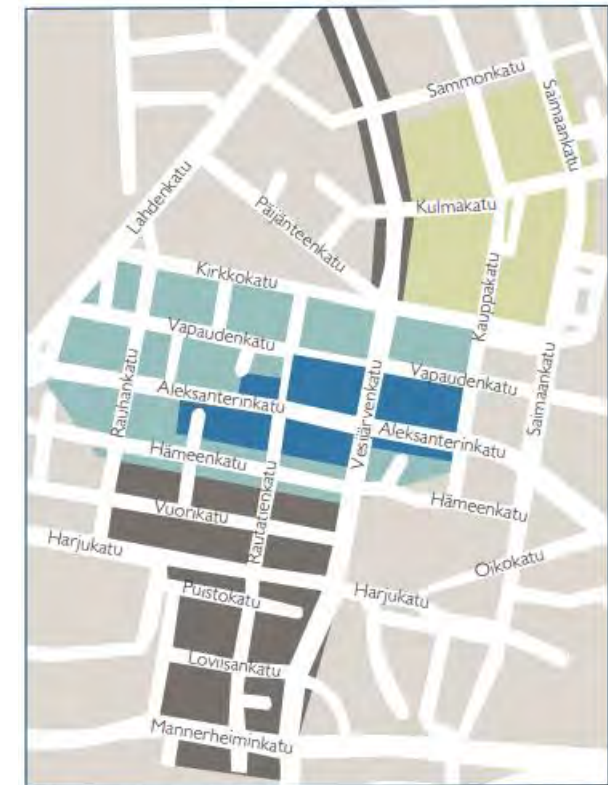 Sammonkatu
Saimaankatu
Lahdenkatu
Päijänteenkatu
Kulmakatu
Kirkkokatu
Kauppakatu
Vapaudenkatu
Vapaudenkatu
Rauhankatu
Aleksanterinkatu
Vesijärvenkatu
Saimaankatu
Aleksanterinkatu
Hämeenkatu
Rautatienkatu
Hämeenkatu
Vuorikatu
Harjukatu
Oikokatu
Puistokatu
Harjukatu
Loviisankatu
Mannerheiminkatu